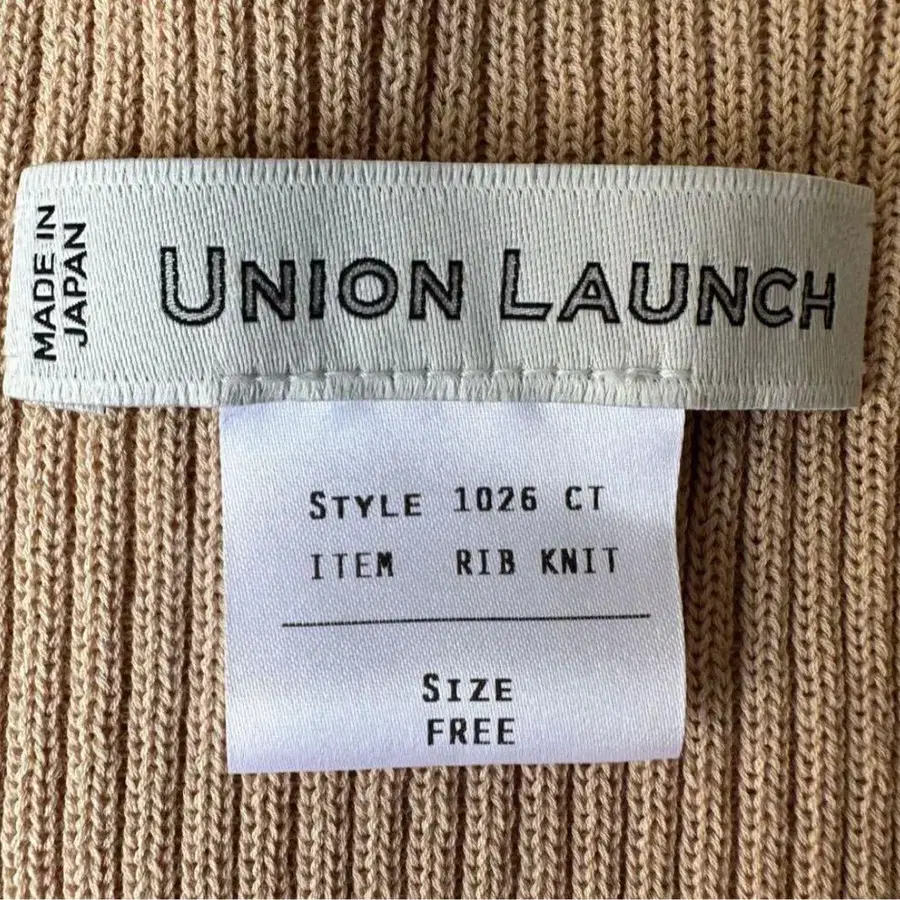 MADE IN
JAPAN
UNION LAUNCH
STYLE 1026 CT
ITEM RIB KNIT
SIZE
FREE